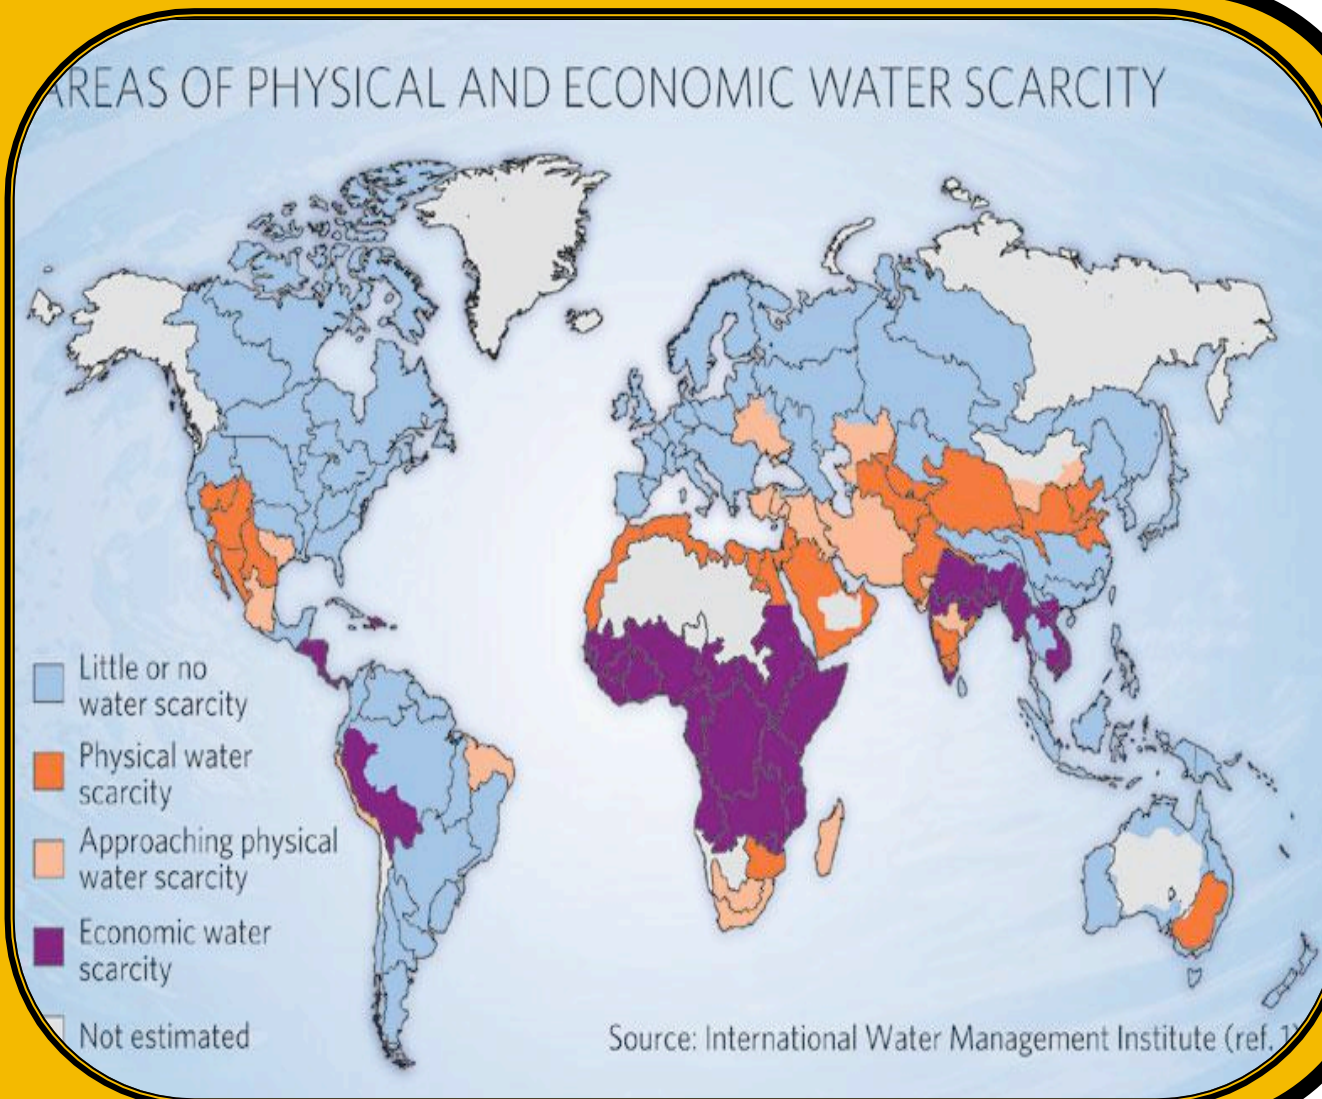 AREAS OF PHYSICAL AND ECONOMIC WATER SCARCITY
Little or no
water scarcity
Physical water
scarcity
Approaching physical
water scarcity
Economic water
scarcity
Not estimated
Source: International Water Management Institute (ref. 1)